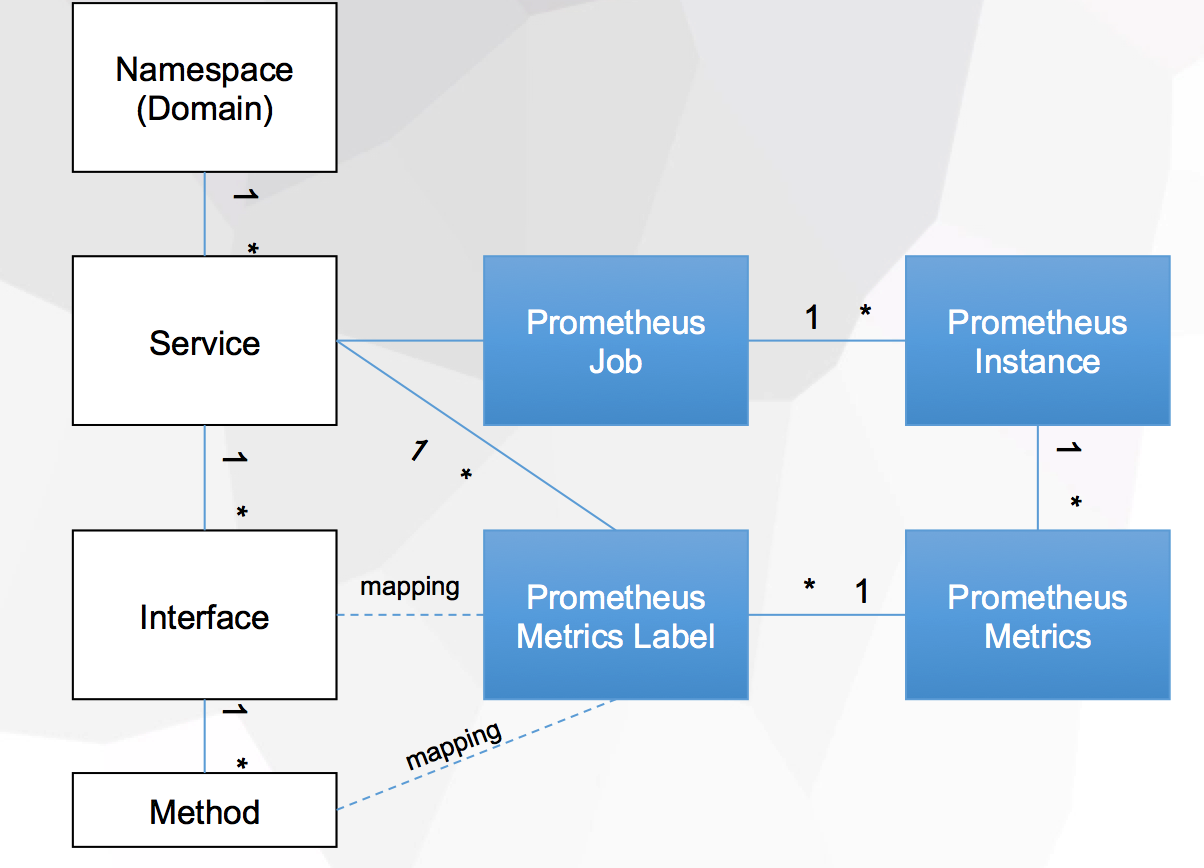 Namespace
(Domain)
1
*
Service
Prometheus
Job
1 *
Prometheus
Instance
1
*
1
*
1
*
Interface
mapping
Prometheus
Metrics Label
* 1
Prometheus
Metrics
1
*
mapping
Method